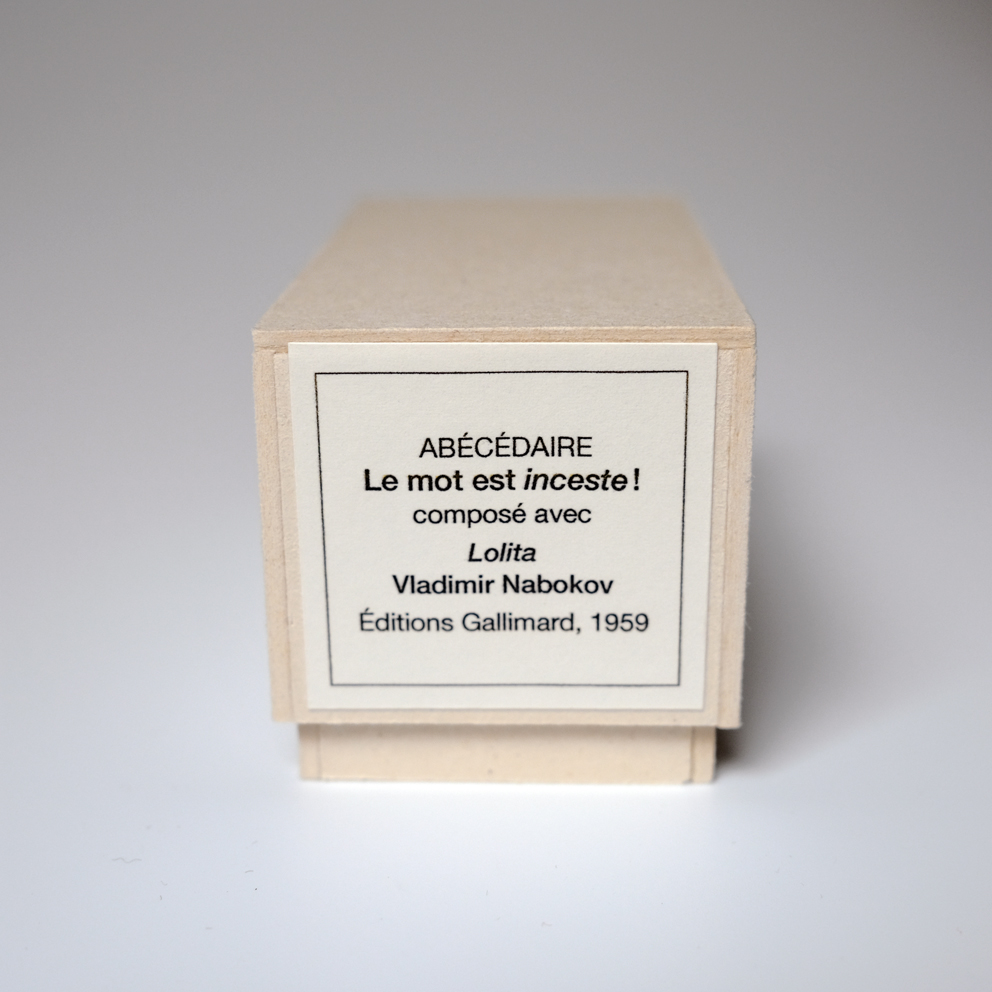 ABÉCÉDAIRE
Le mot est inceste !
composé avec
Lolita
Vladimir Nabokov
Éditions Gallimard, 1959